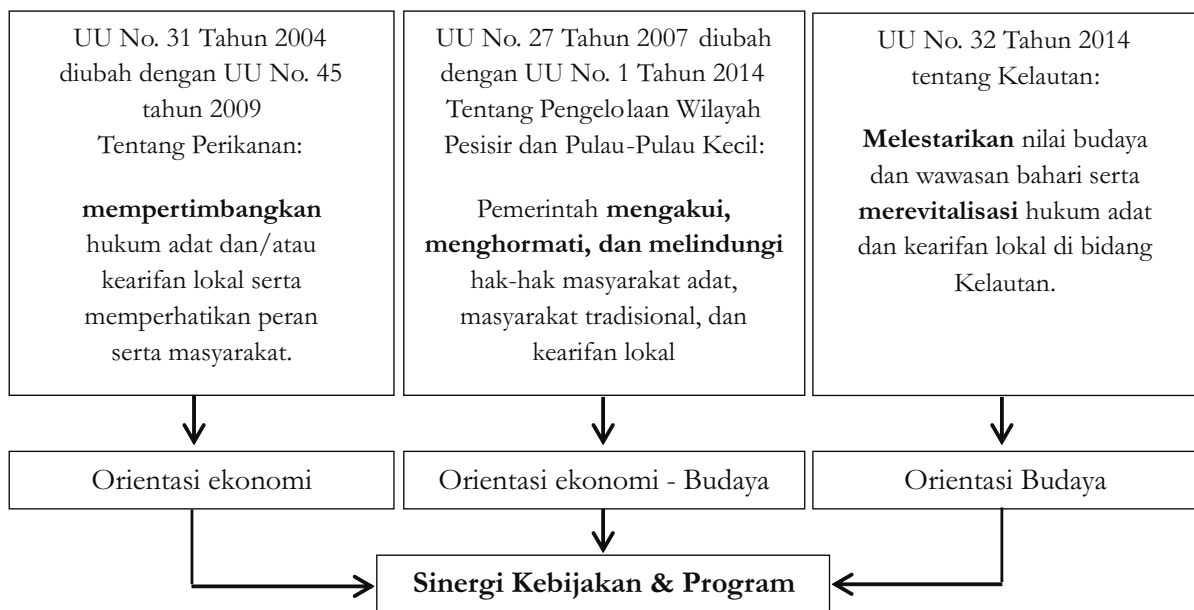 UU No. 31 Tahun 2004
diubah dengan UU No. 45
tahun 2009
Tentang Perikanan:
mempertimbangkan
hukum adat dan/atau
kearifan lokal serta
memperhatikan peran
serta masyarakat.
UU No. 27 Tahun 2007 diubah
dengan UU No. 1 Tahun 2014
Tentang Pengelolaan Wilayah
Pesisir dan Pulau-Pulau Kecil:
Pemerintah mengakui,
menghormati, dan melindungi
hak-hak masyarakat adat,
masyarakat tradisional, dan
kearifan lokal
UU No. 32 Tahun 2014
tentang Kelautan:
Melestarikan nilai budaya
dan wawasan bahari serta
merevitalisasi hukum adat
dan kearifan lokal di bidang
Kelautan.
Orientasi ekonomi
Orientasi ekonomi - Budaya
Orientasi Budaya
Sinergi Kebijakan & Program